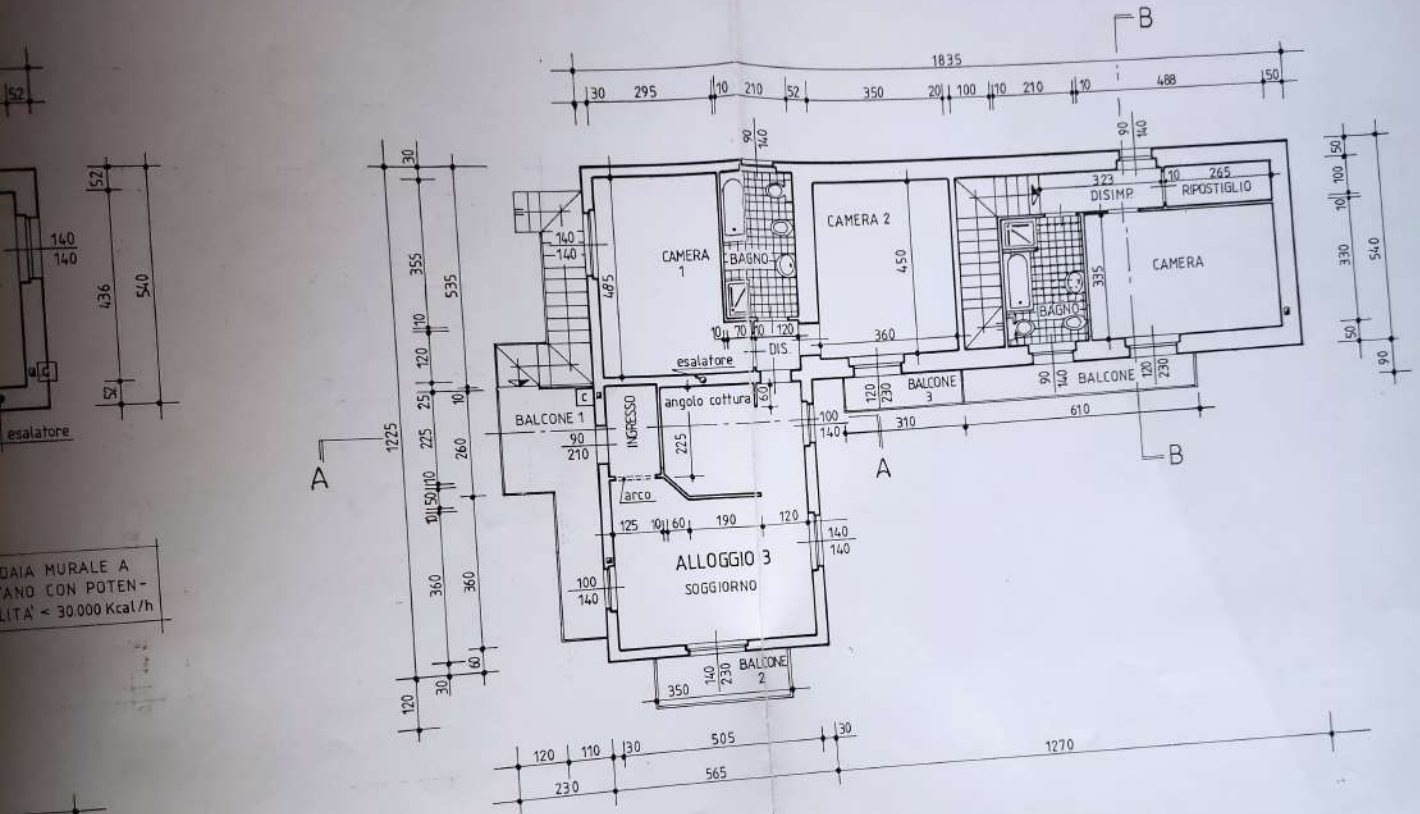 B
1835
30 295 10 210 52 350 20 100 10 210 10 488 50
52
90
140
90
140
30
52
50
100
10
330
540
50
90
323
DISIMP.
10 265
RIPOSTIGLIO
140
140
436
540
52
355
535
140
140
CAMERA
1
485
BAGNO
CAMERA 2
450
335
CAMERA
BAGNO
10
120
10 70 10 120
DIS.
360
esalatore
angolo cottura
60
120
230
BALCONE
3
90
140
BALCONE
120
230
310
610
esalatore
1225
25
10
225
260
BALCONE 1
C
INGRESSO
90
210
225
100
140
A
A
B
10
50
10
arco
125 10 60 190 120
140
140
ALLOGGIO 3
SOGGIORNO
360
360
100
140
DAIA MURALE A
TANO CON POTEN-
LITA' < 30.000 Kcal/h
60
30
120
350
140
230
BALCONE
2
120 110 30 505 30
230 565 1270